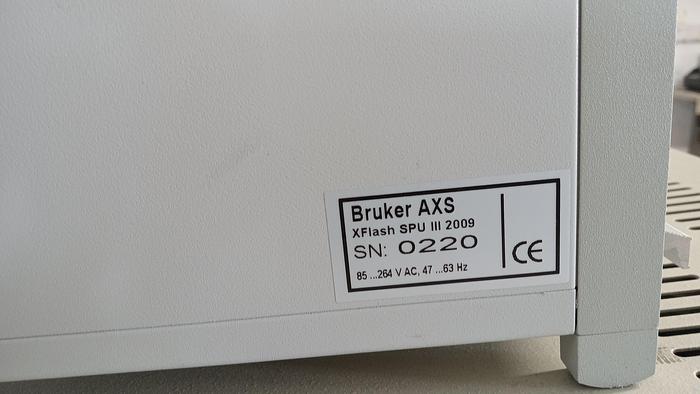 Bruker AXS
XFlash SPU III 2009
SN: 0220
85 ...264 V AC, 47 ...63 Hz
CE